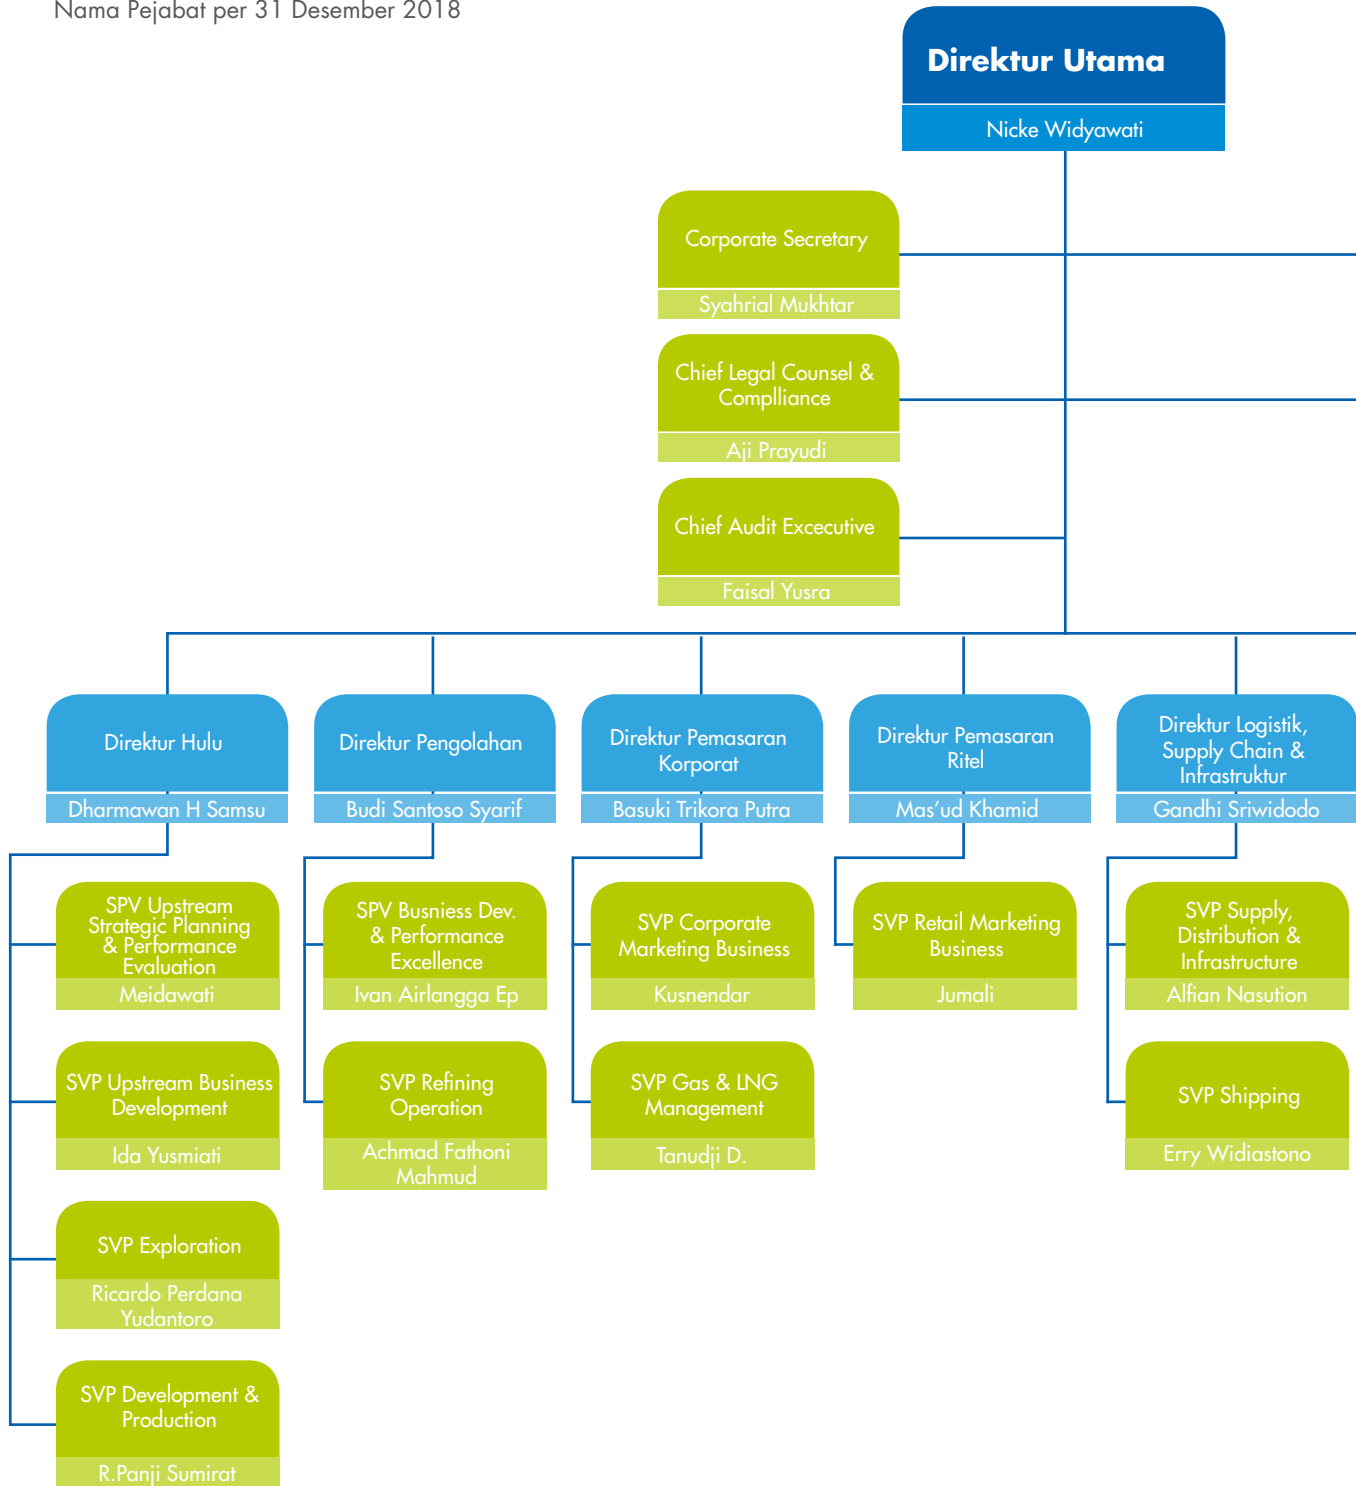 Nama Pejabat per 31 Desember 2018
Direktur Utama
Nicke Widyawati
Corporate Secretary
Syahrial Mukhtar
Chief Legal Counsel &
Complliance
Aji Prayudi
Chief Audit Excecutive
Faisal Yusra
Direktur Hulu
Dharmawan H Samsu
Direktur Pengolahan
Budi Santoso Syarif
Direktur Pemasaran
Korporat
Basuki Trikora Putra
Direktur Pemasaran
Ritel
Mas’ud Khamid
Direktur Logistik,
Supply Chain &
Infrastruktur
Gandhi Sriwidodo
SPV Upstream
Strategic Planning
& Performance
Evaluation
Meidawati
SPV Busniess Dev.
& Performance
Excellence
Ivan Airlangga Ep
SVP Corporate
Marketing Business
Kusnendar
SVP Retail Marketing
Business
Jumali
SVP Supply,
Distribution &
Infrastructure
Alfian Nasution
SVP Upstream Business
Development
Ida Yusmiati
SVP Refining
Operation
Achmad Fathoni
Mahmud
SVP Gas & LNG
Management
Tanudji D.
SVP Shipping
Erry Widiastono
SVP Exploration
Ricardo Perdana
Yudantoro
SVP Development &
Production
R.Panji Sumirat